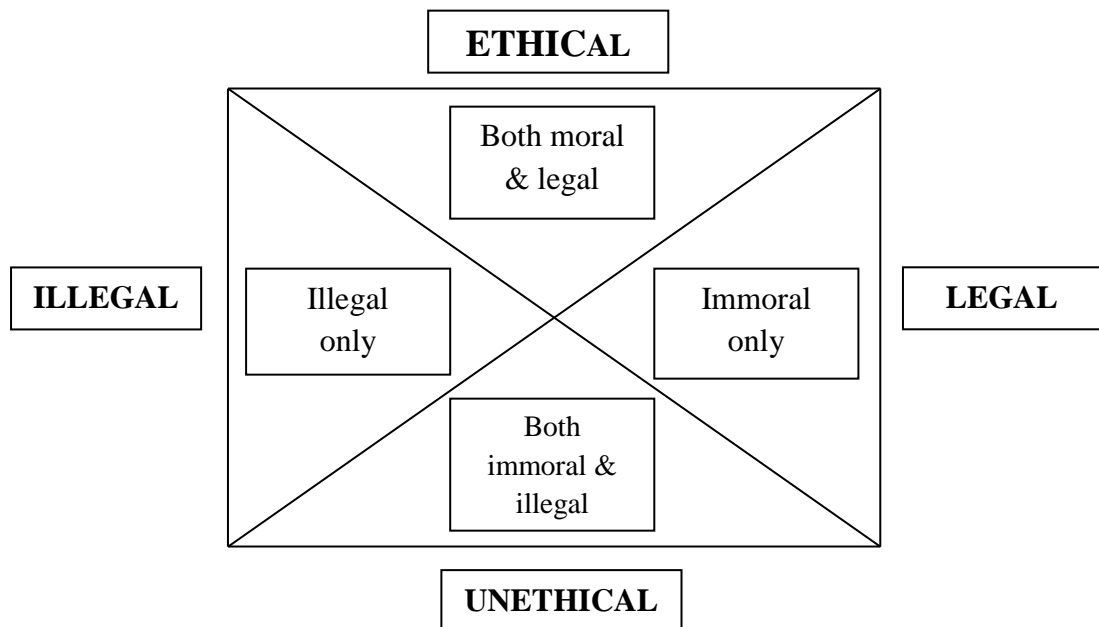 ETHICAL
Both moral
& legal
ILLEGAL
Illegal
only
Immoral
only
LEGAL
Both
immoral &
illegal
UNETHICAL